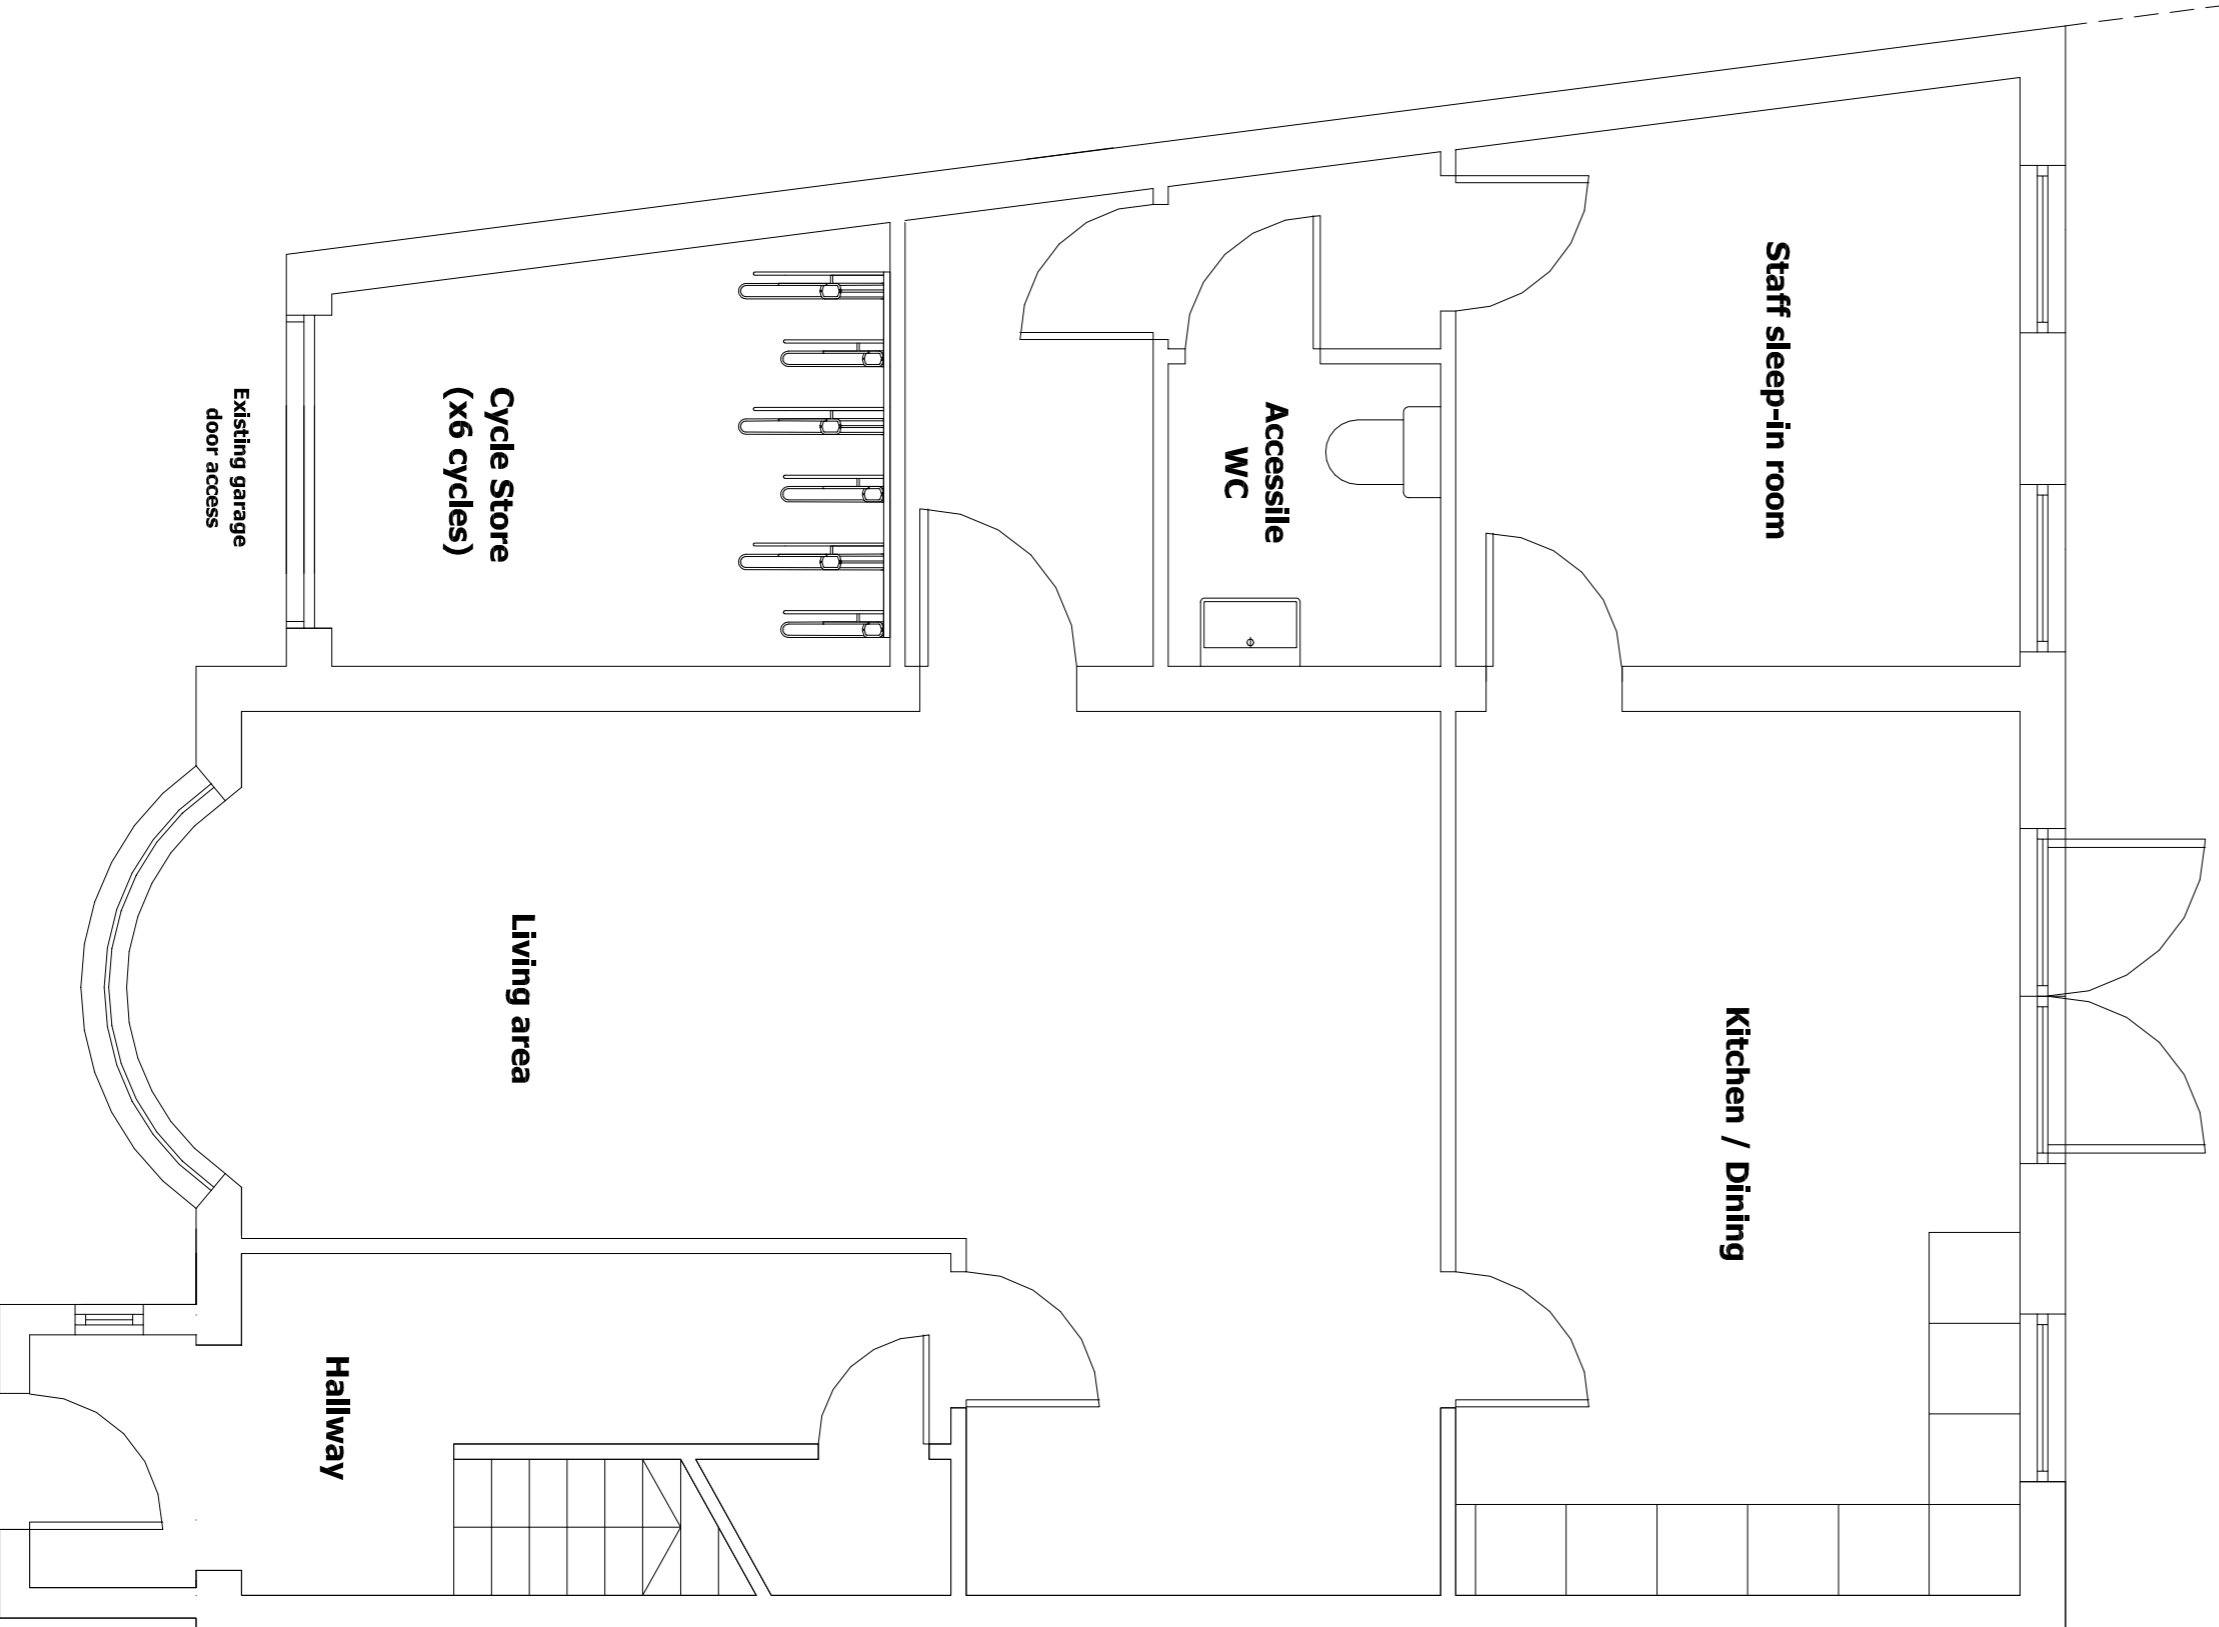 Staff sleep-in room
Accessile
WC
Cycle Store
(x6 cycles)
Existing garage
door access
Kitchen / Dining
Living area
Hallway